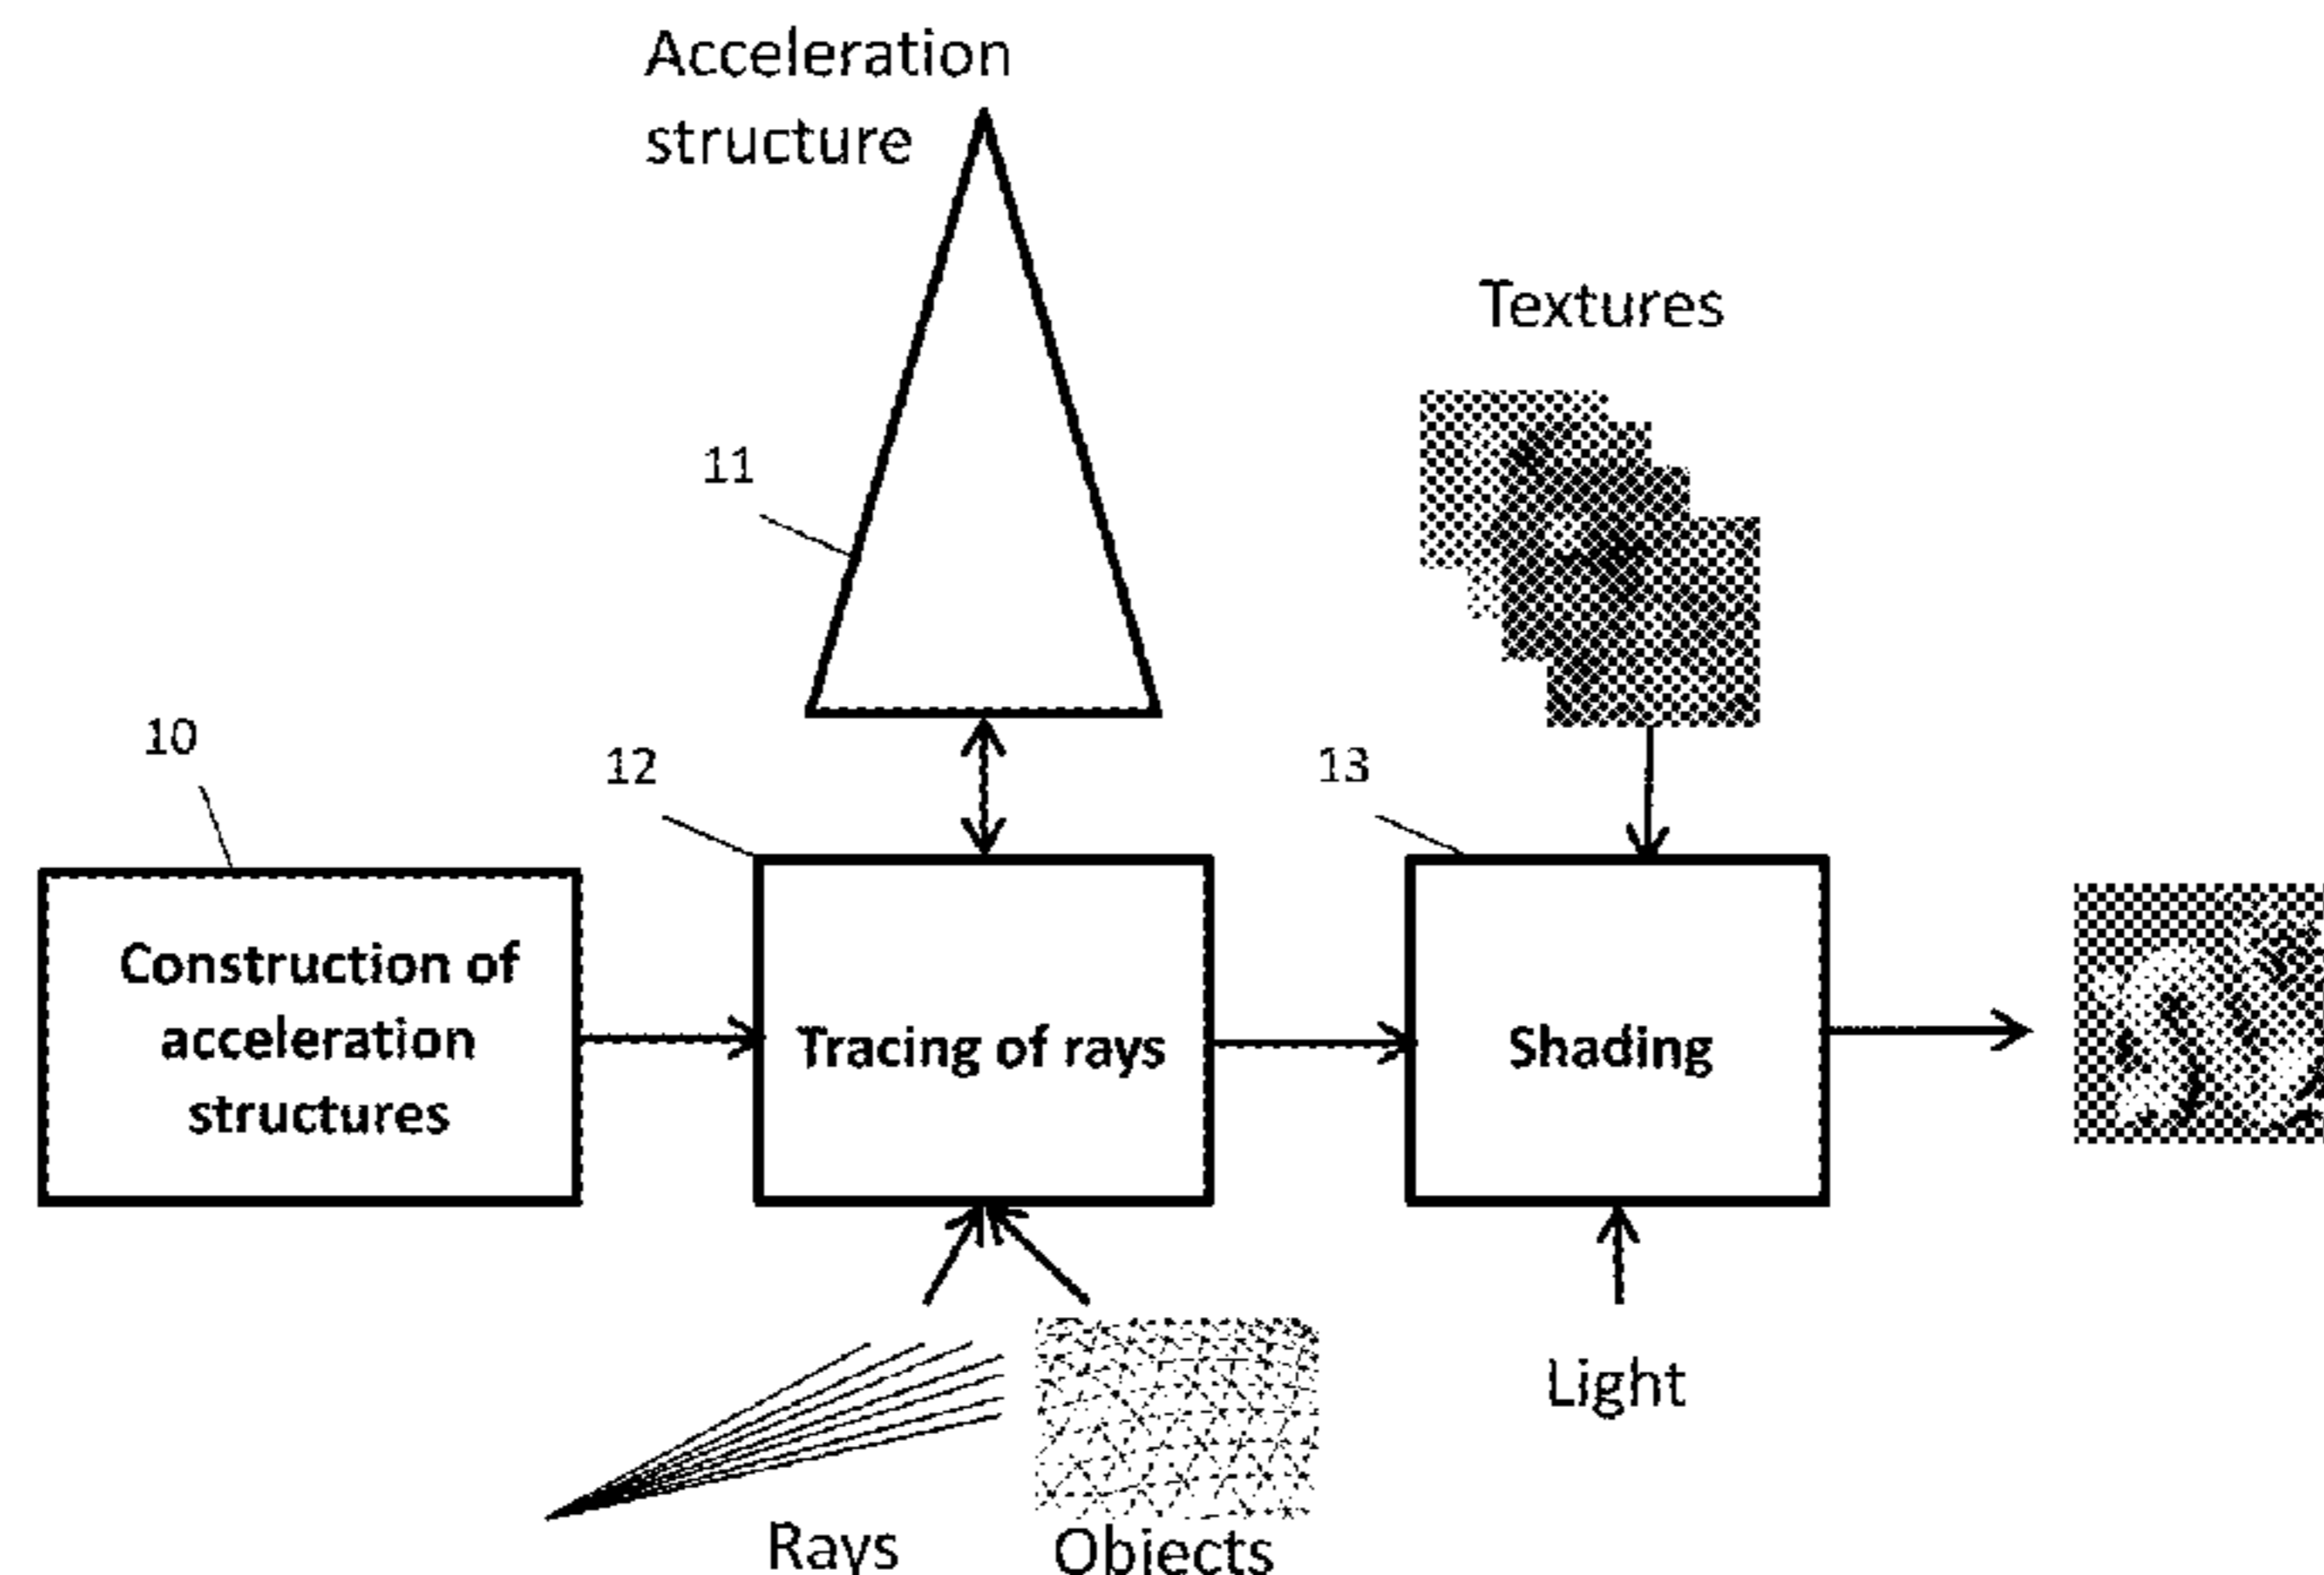 Acceleration
structure
Textures
11
10
12
13
Construction of
acceleration
structures
Tracing of rays
Shading
Light
Rays
Objects